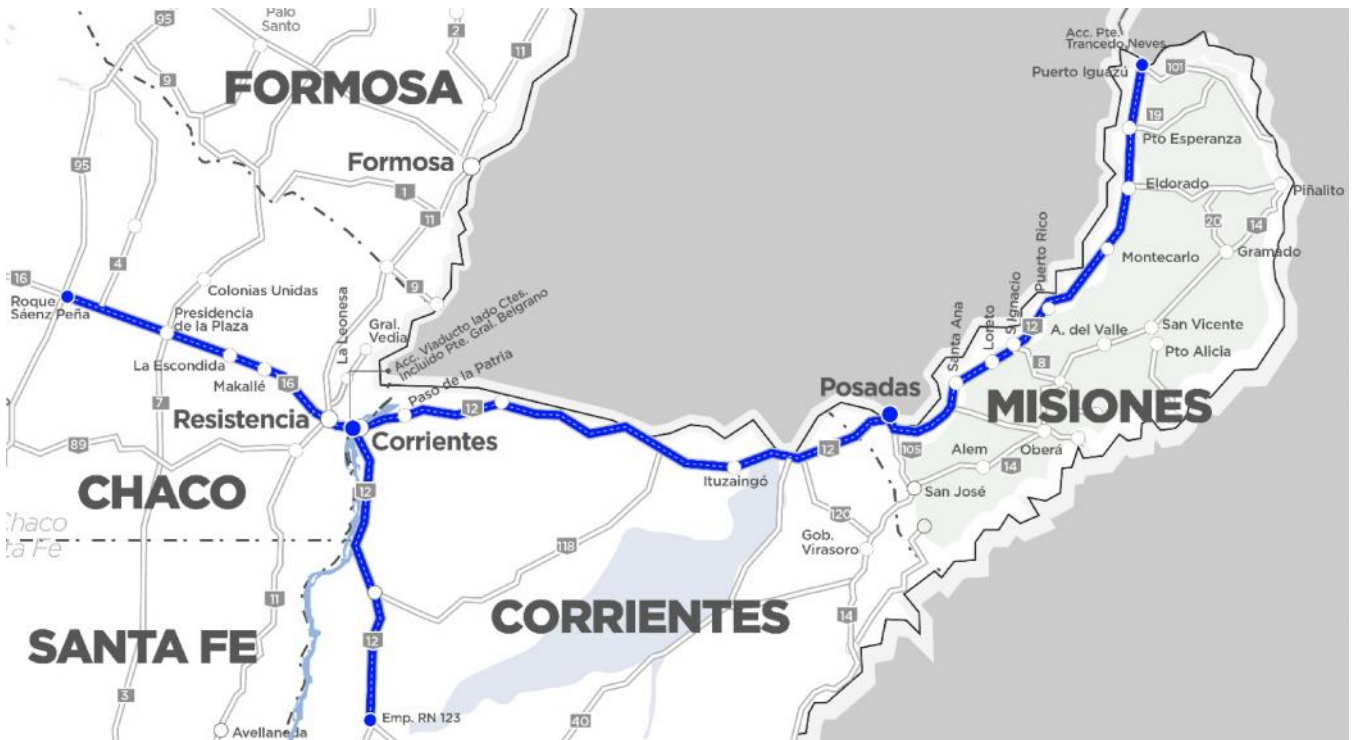 95
Palo
Santo
2
11
Acc. Pte.
Trancedo Neves
Puerto Iguazú
101
9
FORMOSA
19
Pto Esperanza
95
Formosa
1
11
Eldorado
Piñalito
20
14
16
4
9
Puerto Rico
Montecarlo
Gramado
Roque
Sáenz Peña
Colonias Unidas
Presidencia
de la Plaza
La Leonesa
Gral.
Vedia
Acc. Viaducto lado Ctes.
Incluido Pte. Gral. Belgrano
Paso de la Patria
Santa Ana
Loreto
S. Ignacio
12
A. del Valle
San Vicente
La Escondida
Makallé
16
8
Pto Alicia
7
Resistencia
12
Posadas
MISIONES
89
Corrientes
12
105
Alem
Oberá
14
CHACO
12
Ituzaingó
San José
Chaco
ta Fe
118
120
Gob.
Virasoro
11
CORRIENTES
14
SANTA FE
12
3
Emp. RN 123
40
Avellaneda